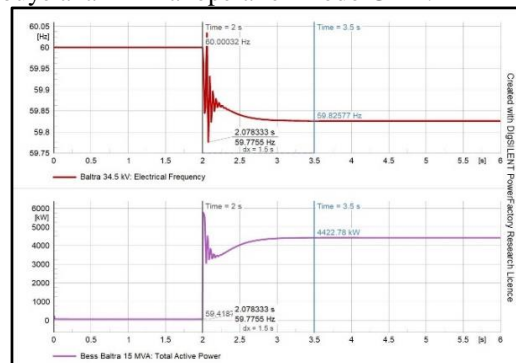 60.05
[Hz]
60
59.95
59.9
59.85
59.8
59.75
Time = 2 s
60.00032 Hz
Time = 3.5 s
59.82577 Hz
2.078333 s
59.7755 Hz
dx = 1.5 s
0 0.5 1 1.5 2 2.5 3 3.5 4 4.5 5 5.5 [s] 6
Baltra 34.5 kV: Electrical Frequency
6000
[kW]
5000
4000
3000
2000
1000
0
Time = 2 s
Time = 3.5 s
4422.78 kW
2.078333 s
59.7755 Hz
dx = 1.5 s
0 0.5 1 1.5 2 2.5 3 3.5 4 4.5 5 5.5 [s] 6
Bess Baltra 15 MVA: Total Active Power
Created with DIgSILENT PowerFactory Research Licence